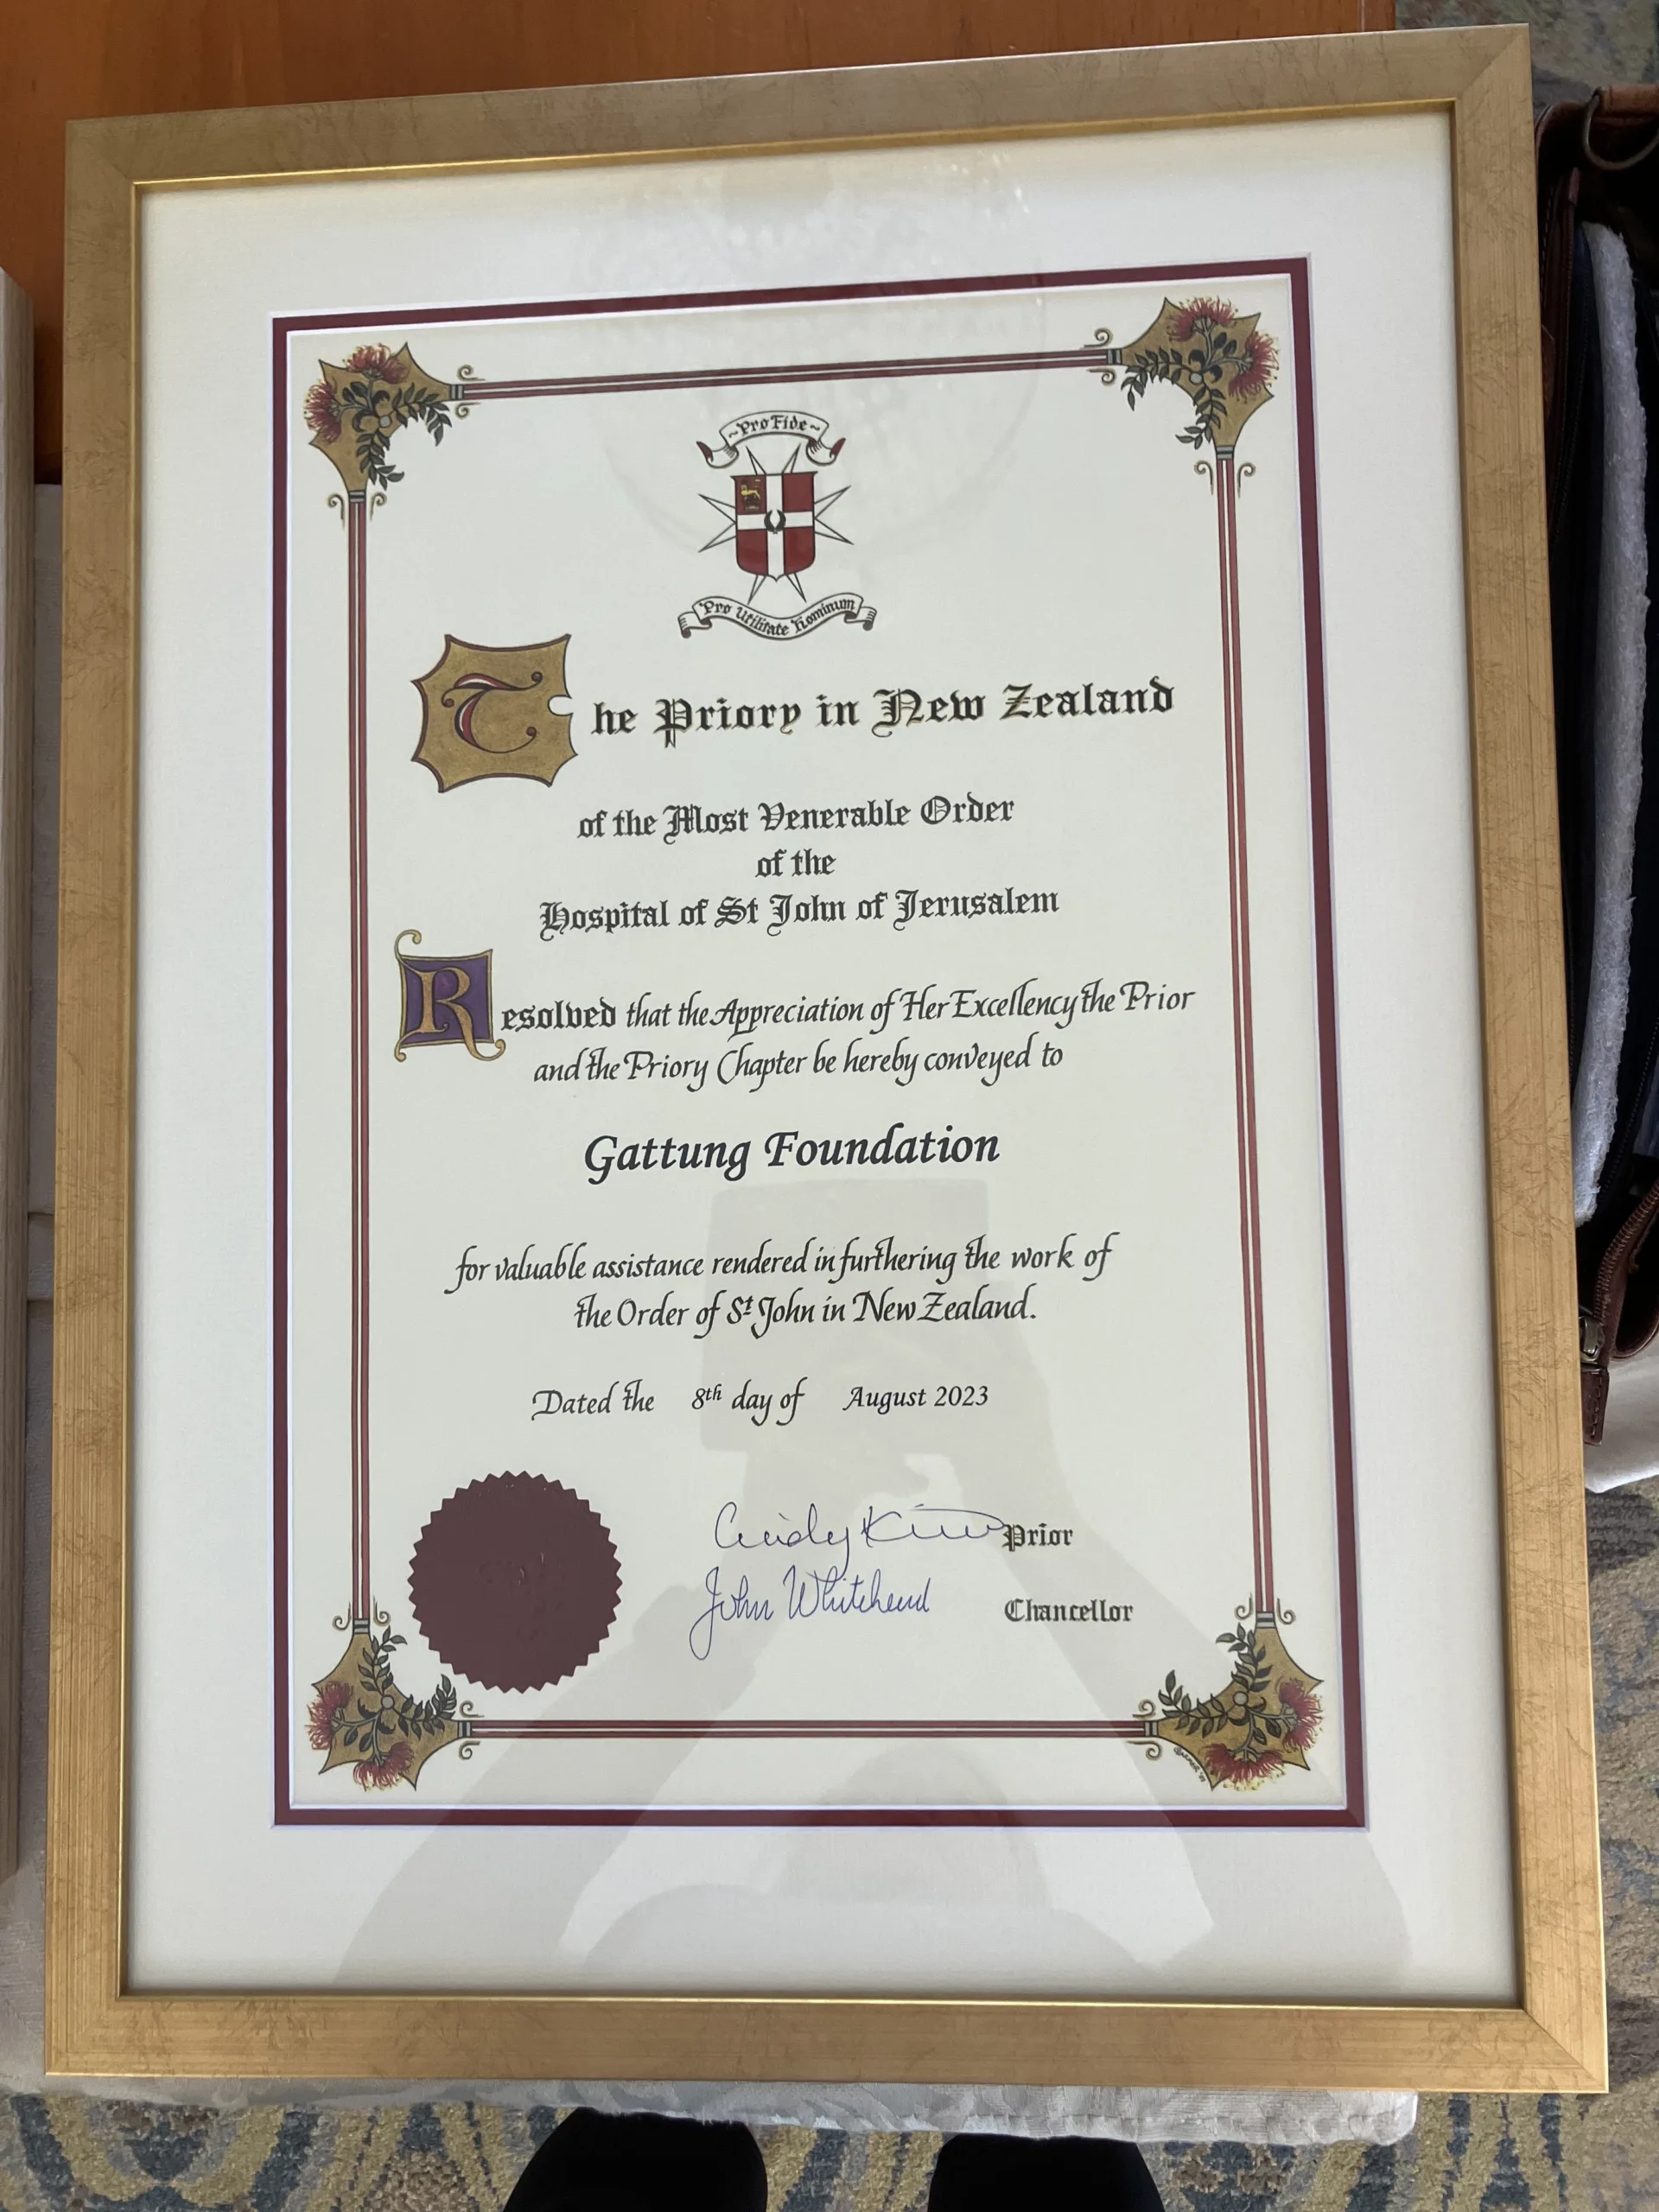 ~Pro Fide~
Pro Utilitate Hominum
The Priory in New Zealand
of the Most Venerable Order
of the
Hospital of St John of Jerusalem
Resolved that the Appreciation of Her Excellency the Prior
and the Priory Chapter be hereby conveyed to
Gattung Foundation
for valuable assistance rendered in furthering the work of
the Order of St John in New Zealand.
Dated the 8th day of August 2023
Cindy Kiro Prior
John Whitehead Chancellor